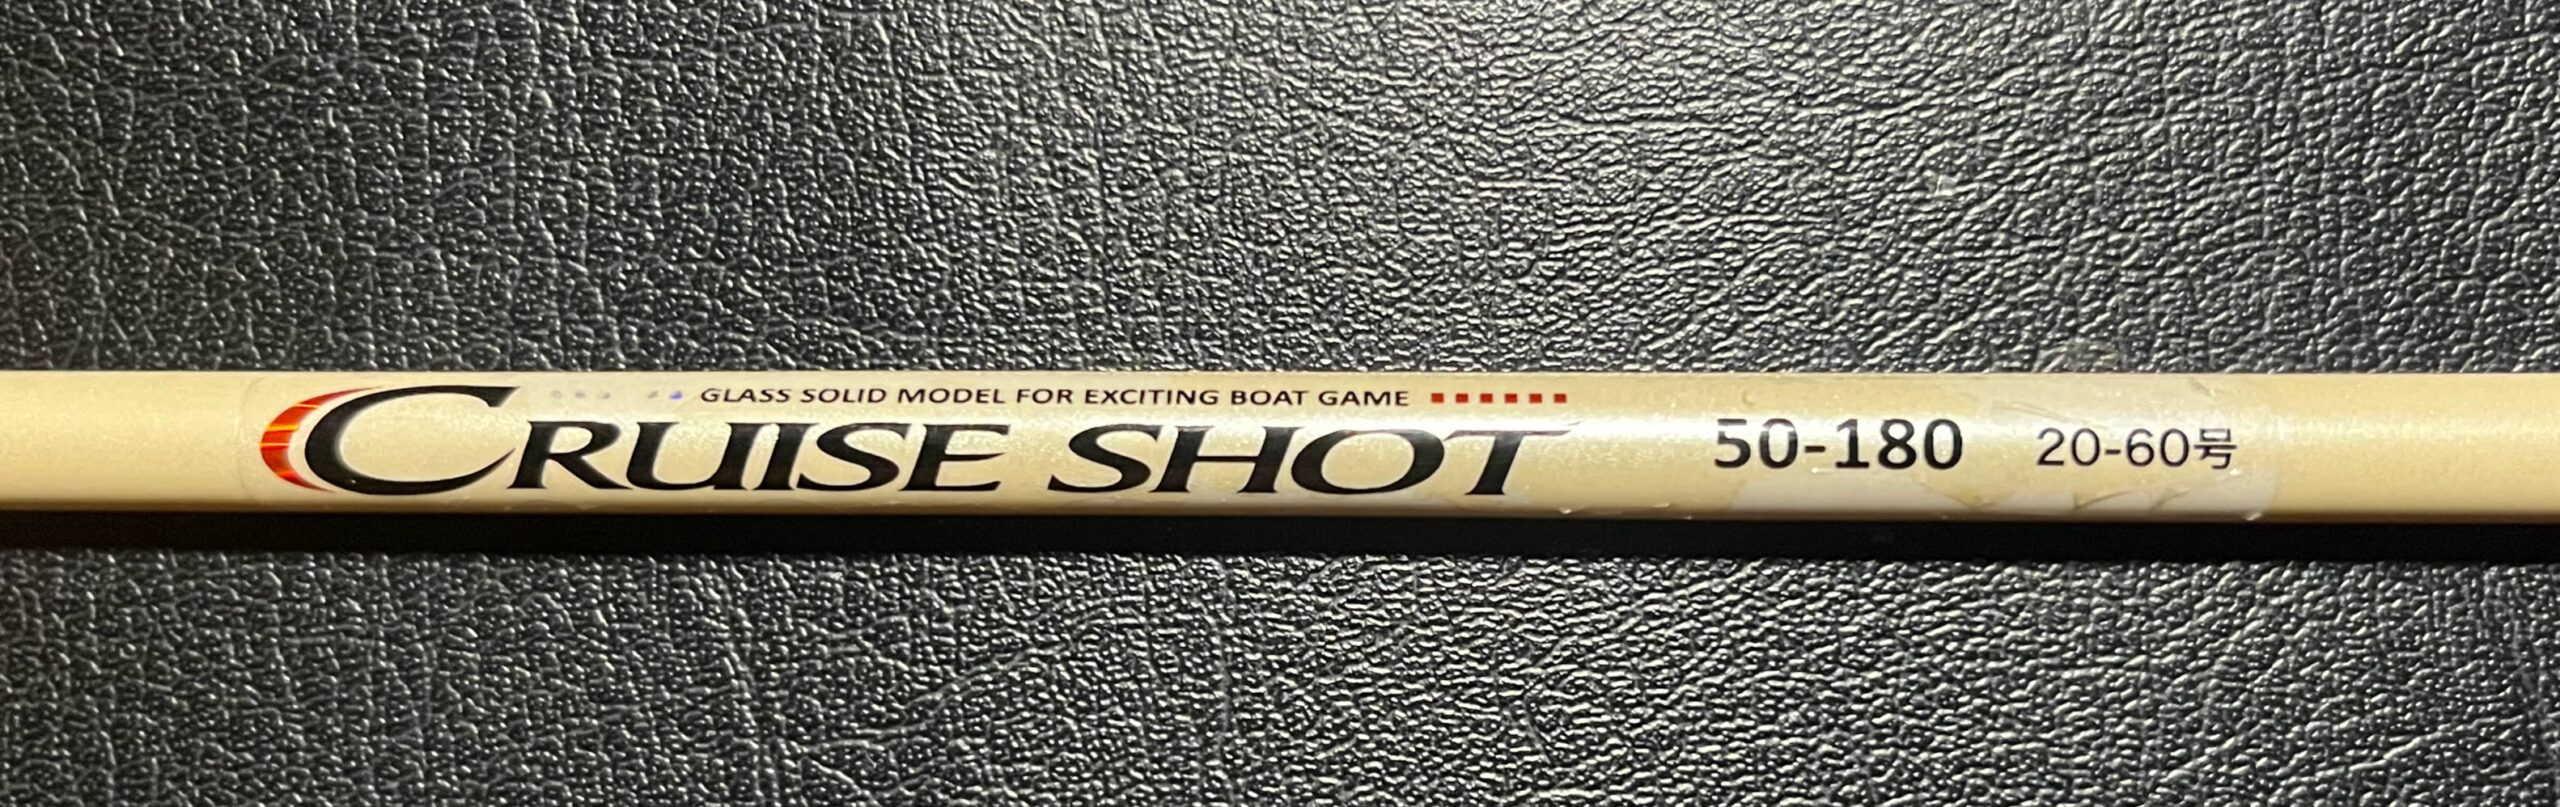 GLASS SOLID MODEL FOR EXCITING BOAT GAME
CRUISE SHOT 50-180 20-60号